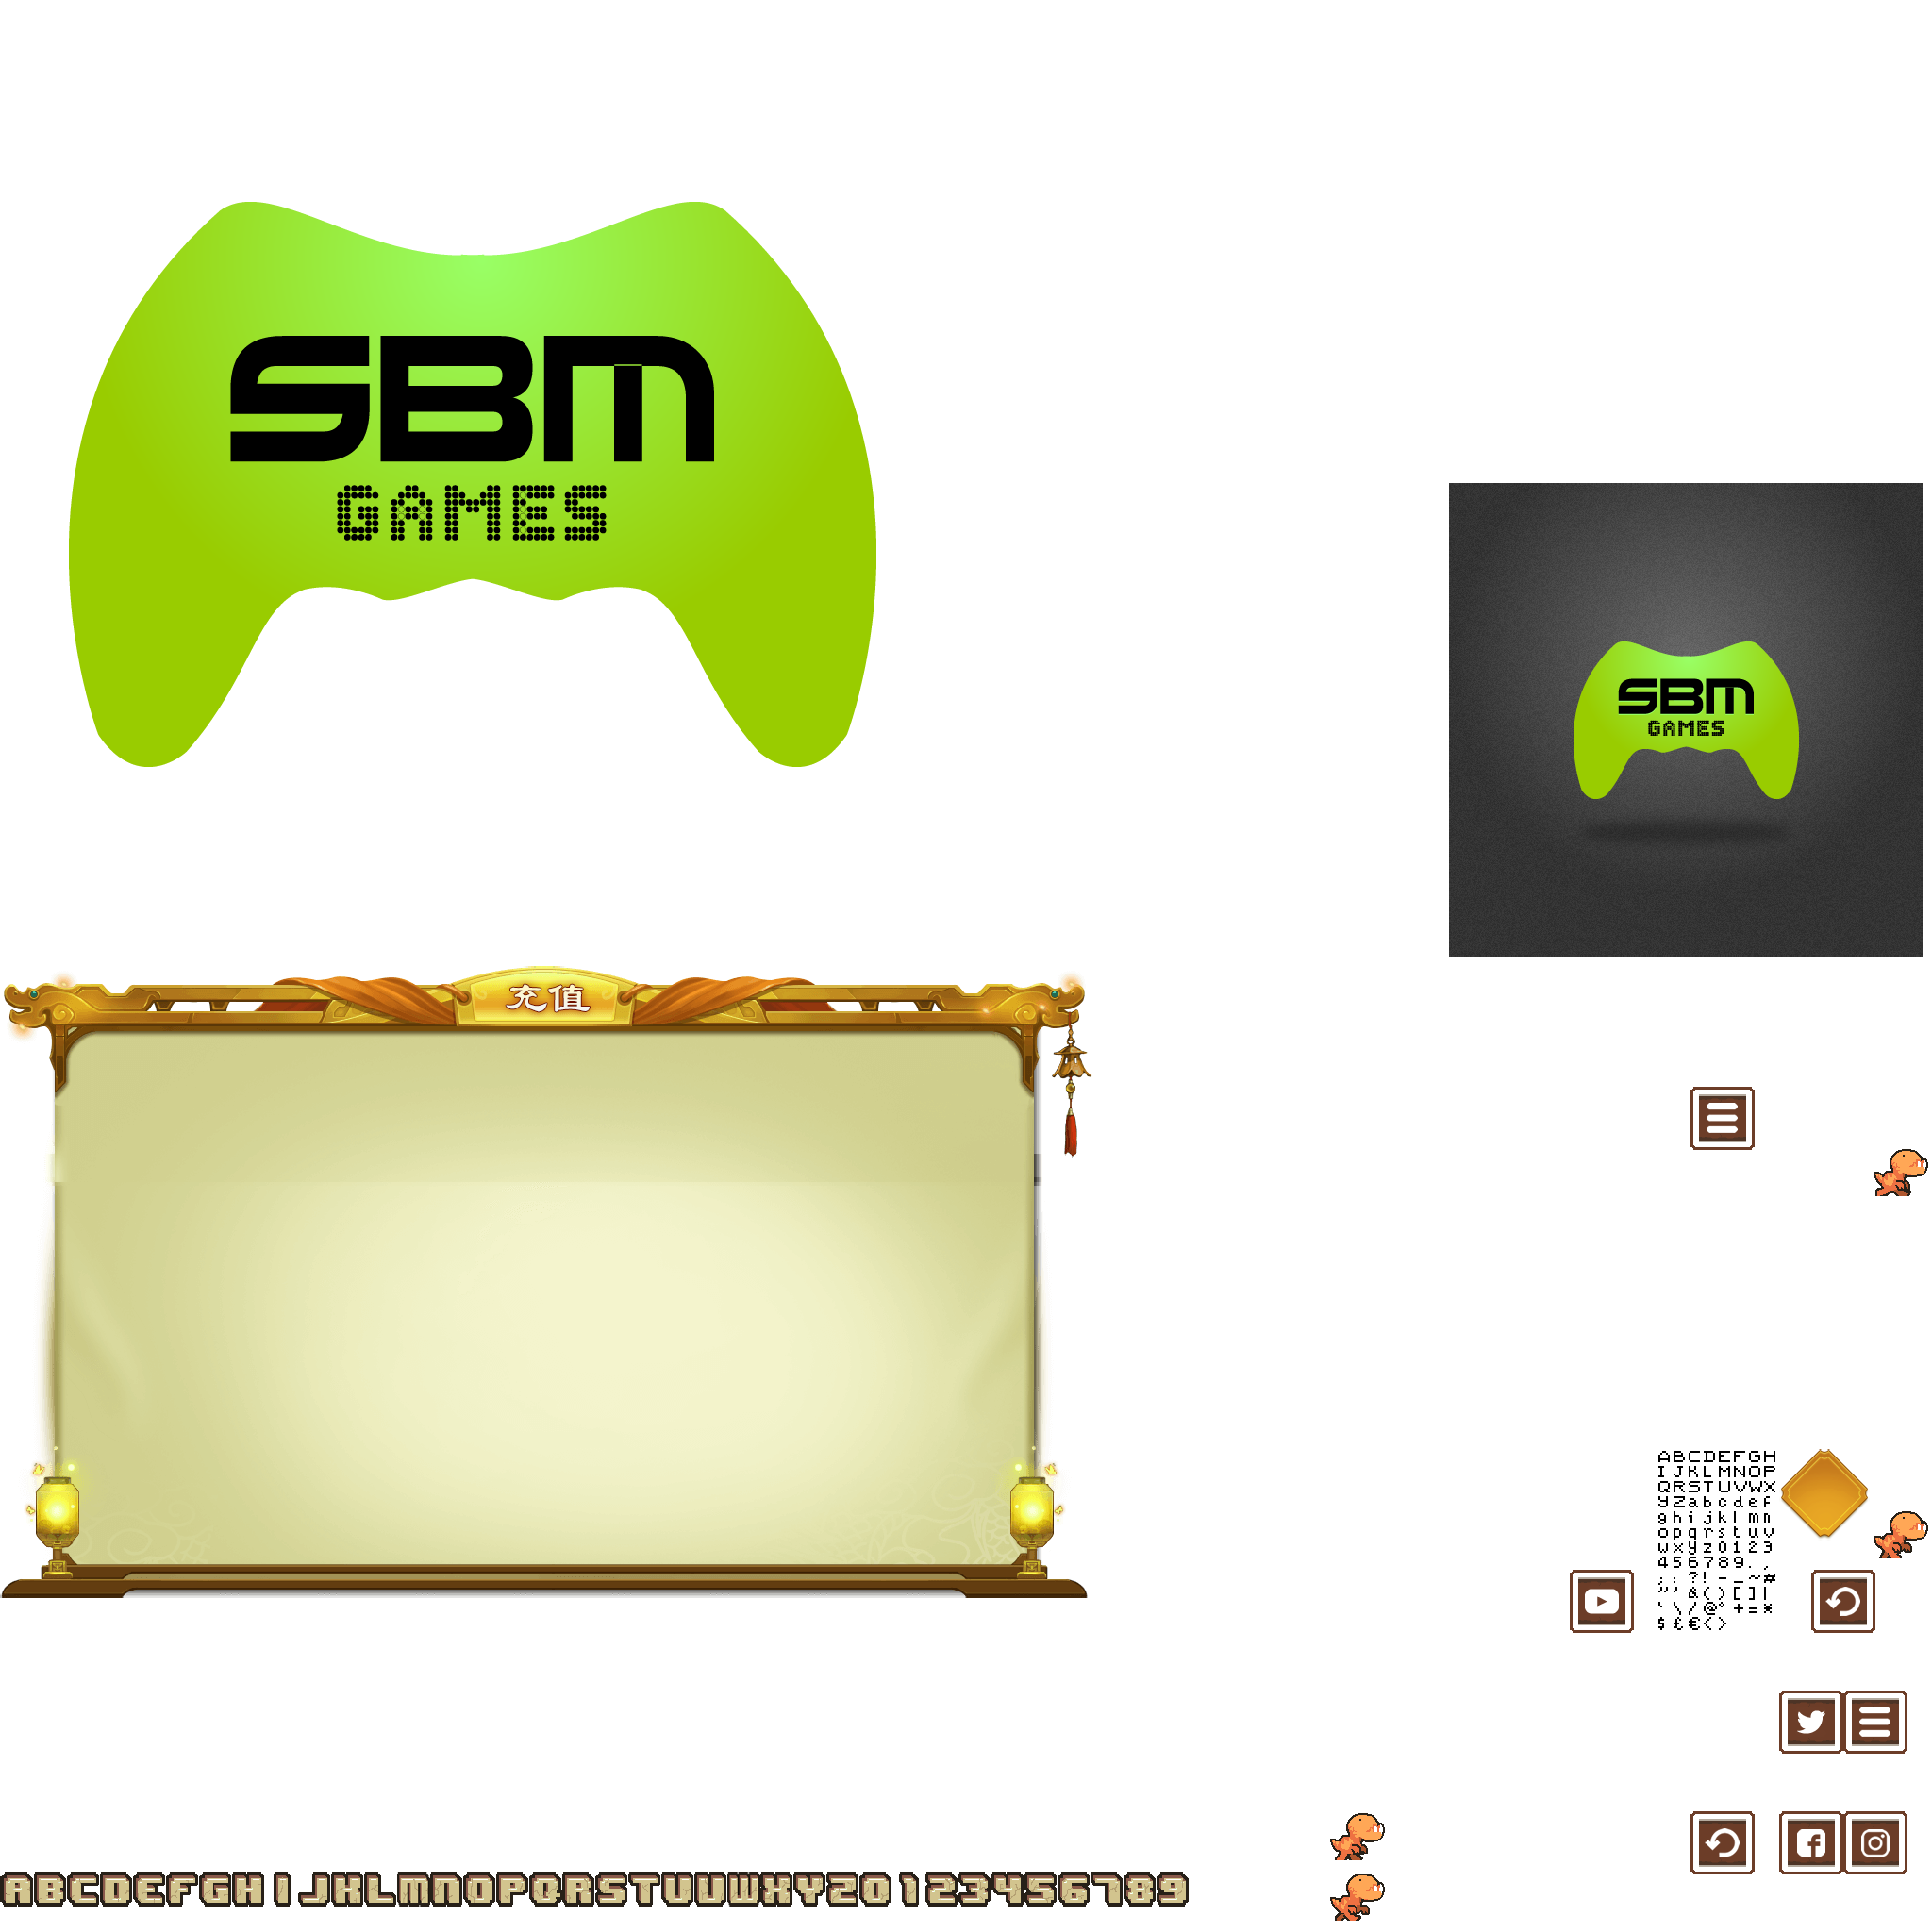 SBM
GAMES
SBM
GAMES
充值
ABCDEFGH
IJKLMNOP
QRSTUVWX
YZabcdef
ghijklmn
opqrstuv
wxyz0123
456789.,
;:?!-_~#
"'&()[]|
`\/@°+=*
$£€<>
ABCDEFGHIJKLMNOPQRSTUVWXYZ0123456789